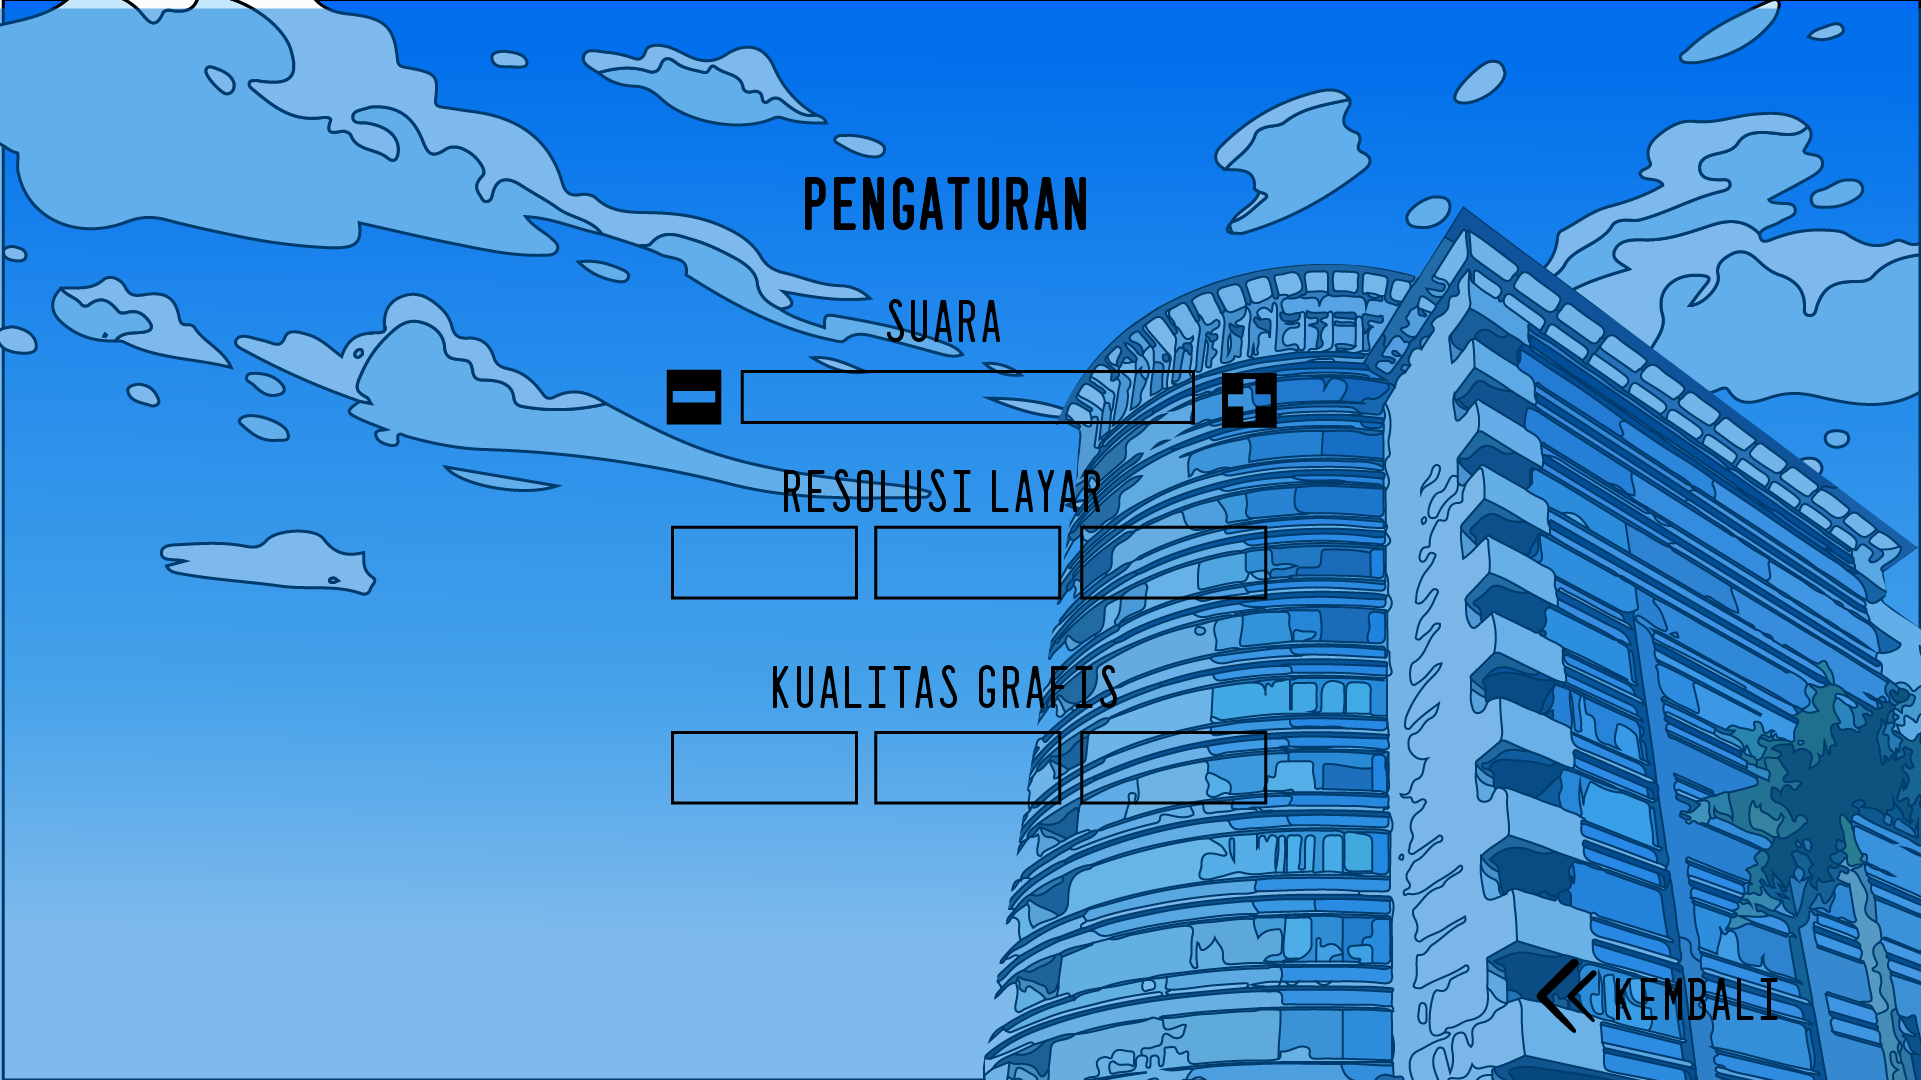 PENGATURAN
SUARA
RESOLUSI LAYAR
KUALITAS GRAFIS
KEMBALI